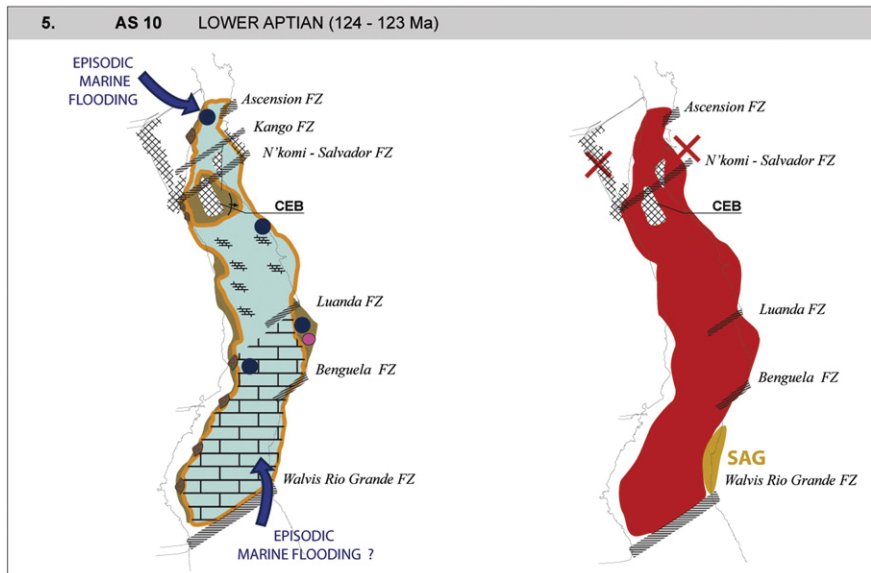 5. AS 10 LOWER APTIAN (124 - 123 Ma)
EPISODIC
MARINE
FLOODING
Ascension FZ
Kango FZ
N'komi - Salvador FZ
CEB
Luanda FZ
Benguela FZ
Walvis Rio Grande FZ
EPISODIC
MARINE FLOODING ?
Ascension FZ
N'komi - Salvador FZ
CEB
Luanda FZ
Benguela FZ
SAG
Walvis Rio Grande FZ